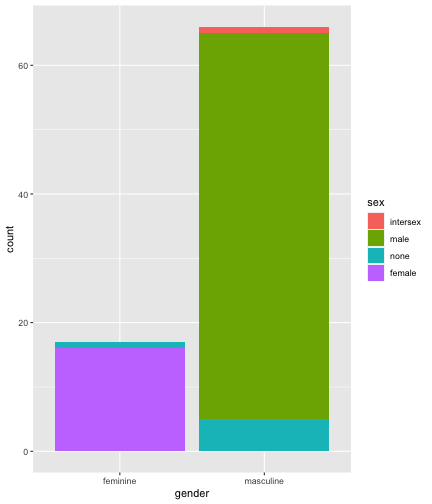 60
40
20
0
count
feminine
masculine
gender
sex
intersex
male
none
female